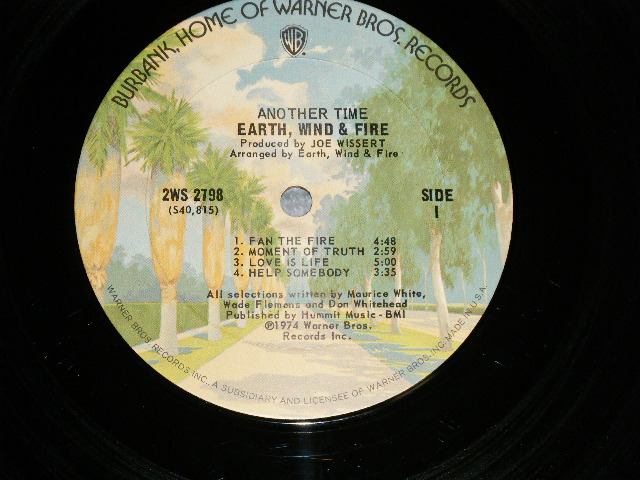 BURBANK, HOME OF WARNER BROS. RECORDS
WB
ANOTHER TIME
EARTH, WIND & FIRE
Produced by JOE WISSERT
Arranged by Earth, Wind & Fire
2WS 2798
(S40,815)
SIDE
1
1. FAN THE FIRE 4:48
2. MOMENT OF TRUTH 2:59
3. LOVE IS LIFE 5:00
4. HELP SOMEBODY 3:35
All selections written by Maurice White,
Wade Flemons and Don Whitehead
Published by Hummit Music - BMI
℗1974 Warner Bros.
Records Inc.
WARNER BROS. RECORDS INC. A SUBSIDIARY AND LICENSEE OF WARNER BROS. INC. MADE IN U.S.A.